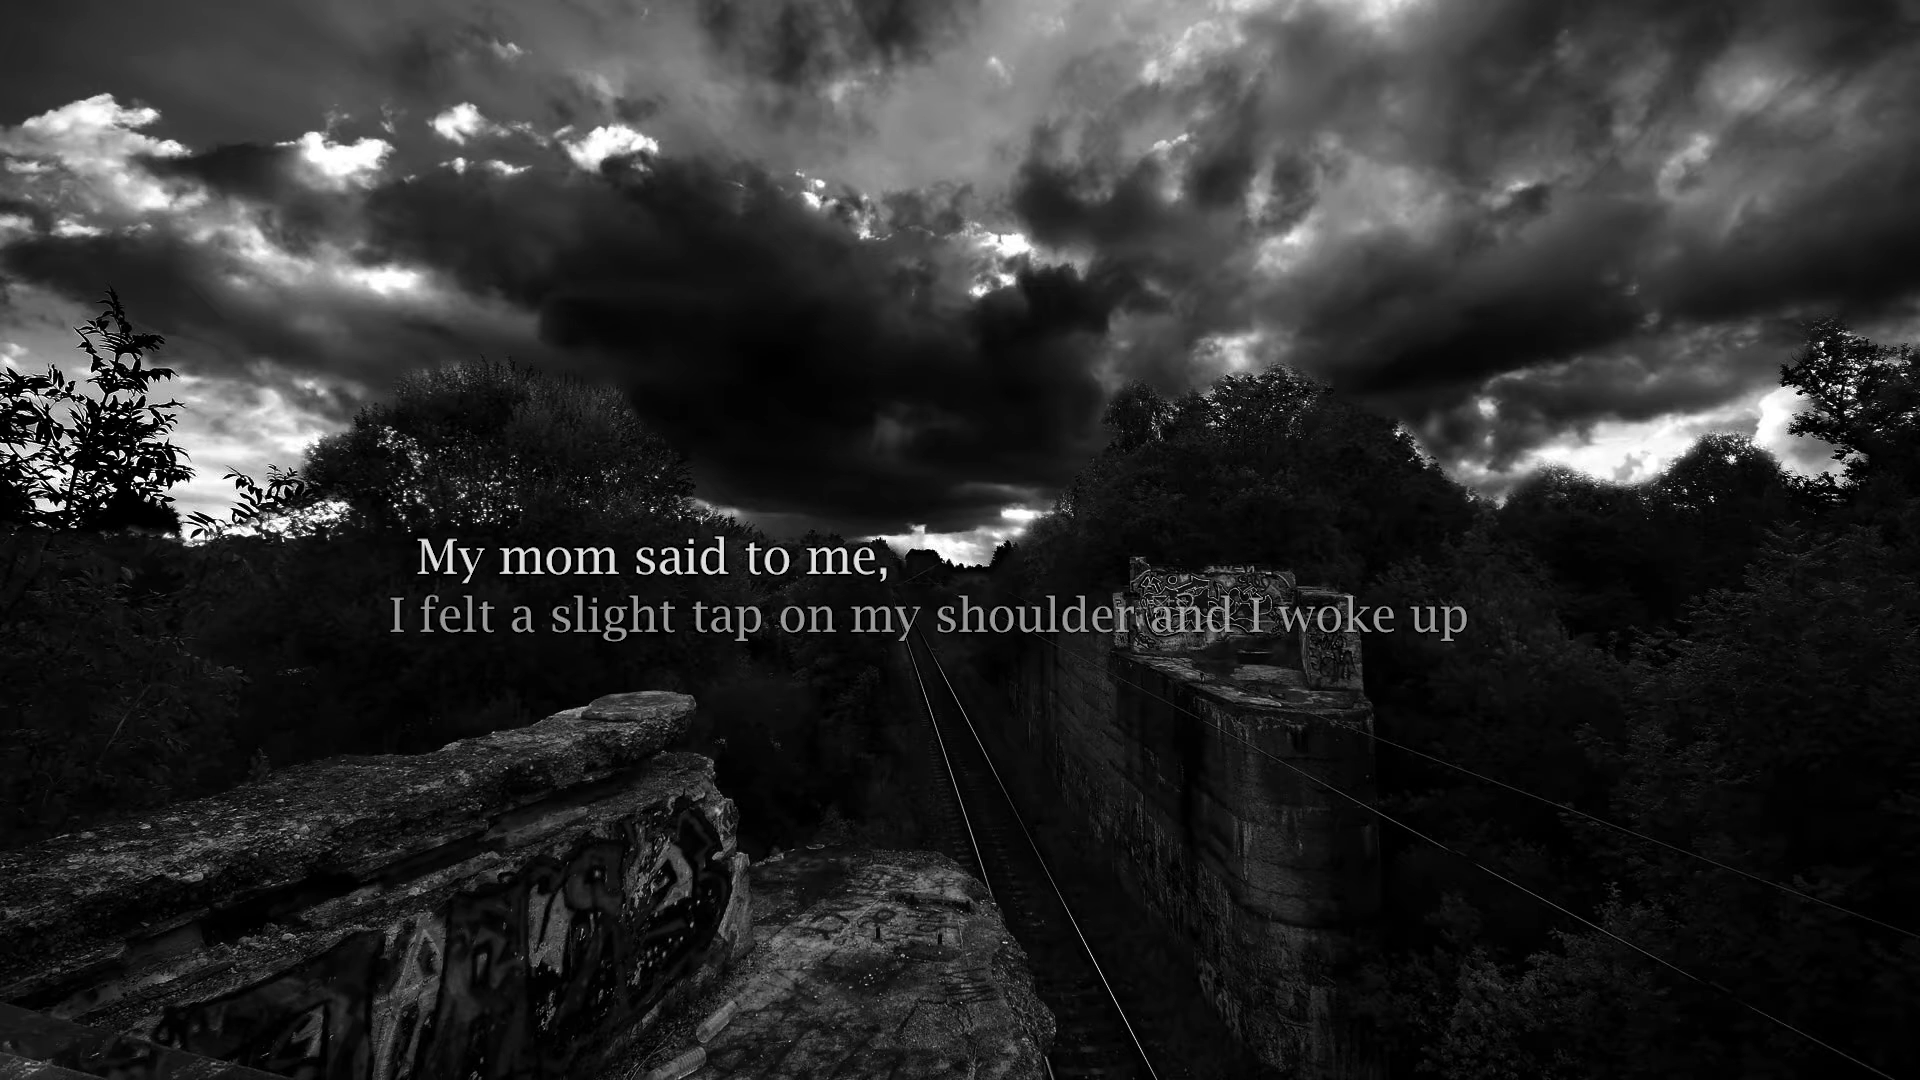 My mom said to me,
I felt a slight tap on my shoulder and I woke up